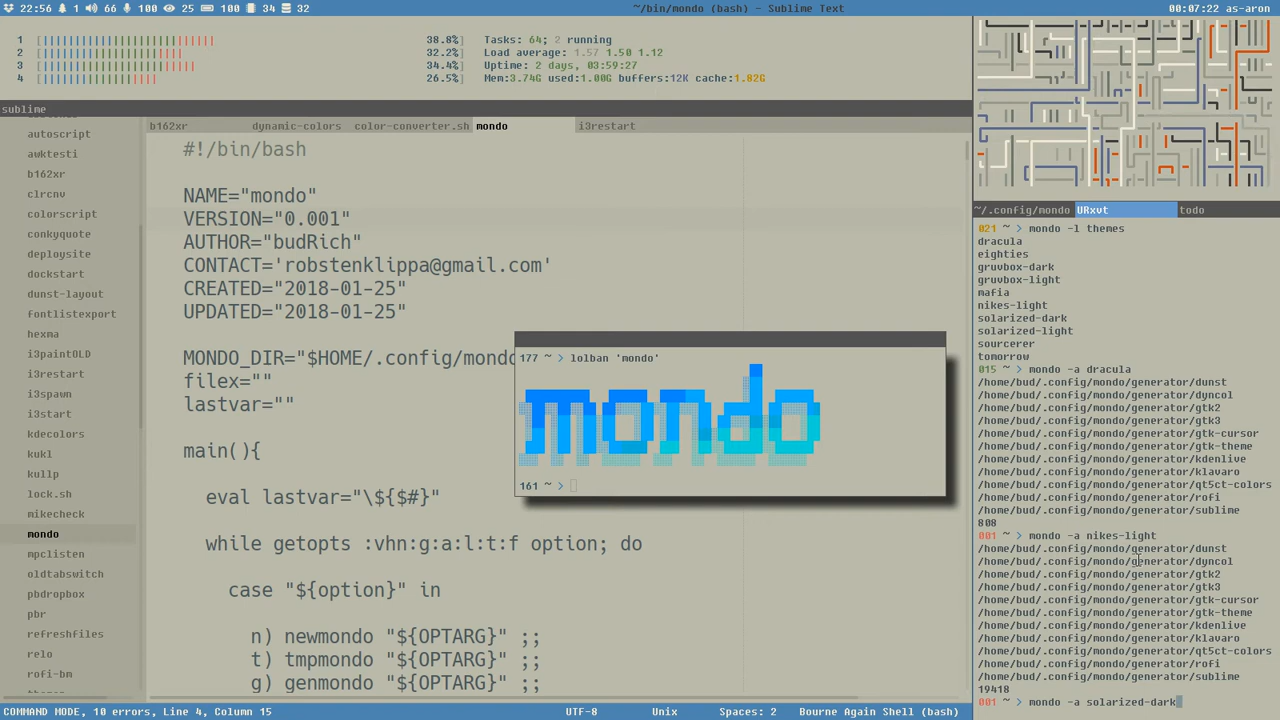 22:56 1 66 100 25 100 34 32
~/bin/mondo (bash) - Sublime Text
00:07:22 as-aron
1 [||||||||||||||||||||||||||||||| 38.8%]
2 [|||||||||||||||||||||||||| 32.2%]
3 [|||||||||||||||||||||||||||| 34.4%]
4 [||||||||||||||||||||| 26.5%]
Tasks: 64; 2 running
Load average: 1.57 1.50 1.12
Uptime: 2 days, 03:59:27
Mem:3.74G used:1.00G buffers:12K cache:1.82G
sublime
autoscript
awktesti
b162xr
clrcnv
colorscript
conkyquote
deploysite
dockstart
dunst-layout
fontlistexport
hexma
i3paintOLD
i3restart
i3spawn
i3start
kdecolors
kukl
kullp
lock.sh
mikecheck
mondo
mpclisten
oldtabswitch
pbdropbox
pbr
refreshfiles
relo
rofi-bm
b162xr dynamic-colors color-converter.sh mondo i3restart
#!/bin/bash
NAME="mondo"
VERSION="0.001"
AUTHOR="budRich"
CONTACT='robstenklippa@gmail.com'
CREATED="2018-01-25"
UPDATED="2018-01-25"
MONDO_DIR="$HOME/.config/mondo
filex=""
lastvar=""
main(){
eval lastvar="\${$#}"
while getopts :vhn:g:a:l:t:f option; do
case "${option}" in
n) newmondo "${OPTARG}" ;;
t) tmpmondo "${OPTARG}" ;;
g) genmondo "${OPTARG}" ;;
177 ~ > lolban 'mondo'
mondo
161 ~ >
~/.config/mondo URxvt todo
021 ~ > mondo -l themes
dracula
eighties
gruvbox-dark
gruvbox-light
mafia
nikes-light
solarized-dark
solarized-light
sourcerer
tomorrow
015 ~ > mondo -a dracula
/home/bud/.config/mondo/generator/dunst
/home/bud/.config/mondo/generator/dyncol
/home/bud/.config/mondo/generator/gtk2
/home/bud/.config/mondo/generator/gtk3
/home/bud/.config/mondo/generator/gtk-cursor
/home/bud/.config/mondo/generator/gtk-theme
/home/bud/.config/mondo/generator/kdenlive
/home/bud/.config/mondo/generator/klavaro
/home/bud/.config/mondo/generator/qt5ct-colors
/home/bud/.config/mondo/generator/rofi
/home/bud/.config/mondo/generator/sublime
808
001 ~ > mondo -a nikes-light
/home/bud/.config/mondo/generator/dunst
/home/bud/.config/mondo/generator/dyncol
/home/bud/.config/mondo/generator/gtk2
/home/bud/.config/mondo/generator/gtk3
/home/bud/.config/mondo/generator/gtk-cursor
/home/bud/.config/mondo/generator/gtk-theme
/home/bud/.config/mondo/generator/kdenlive
/home/bud/.config/mondo/generator/klavaro
/home/bud/.config/mondo/generator/qt5ct-colors
/home/bud/.config/mondo/generator/rofi
/home/bud/.config/mondo/generator/sublime
19418
001 ~ > mondo -a solarized-dark
COMMAND MODE, 10 errors, Line 4, Column 15
UTF-8 Unix Spaces: 2 Bourne Again Shell (bash)